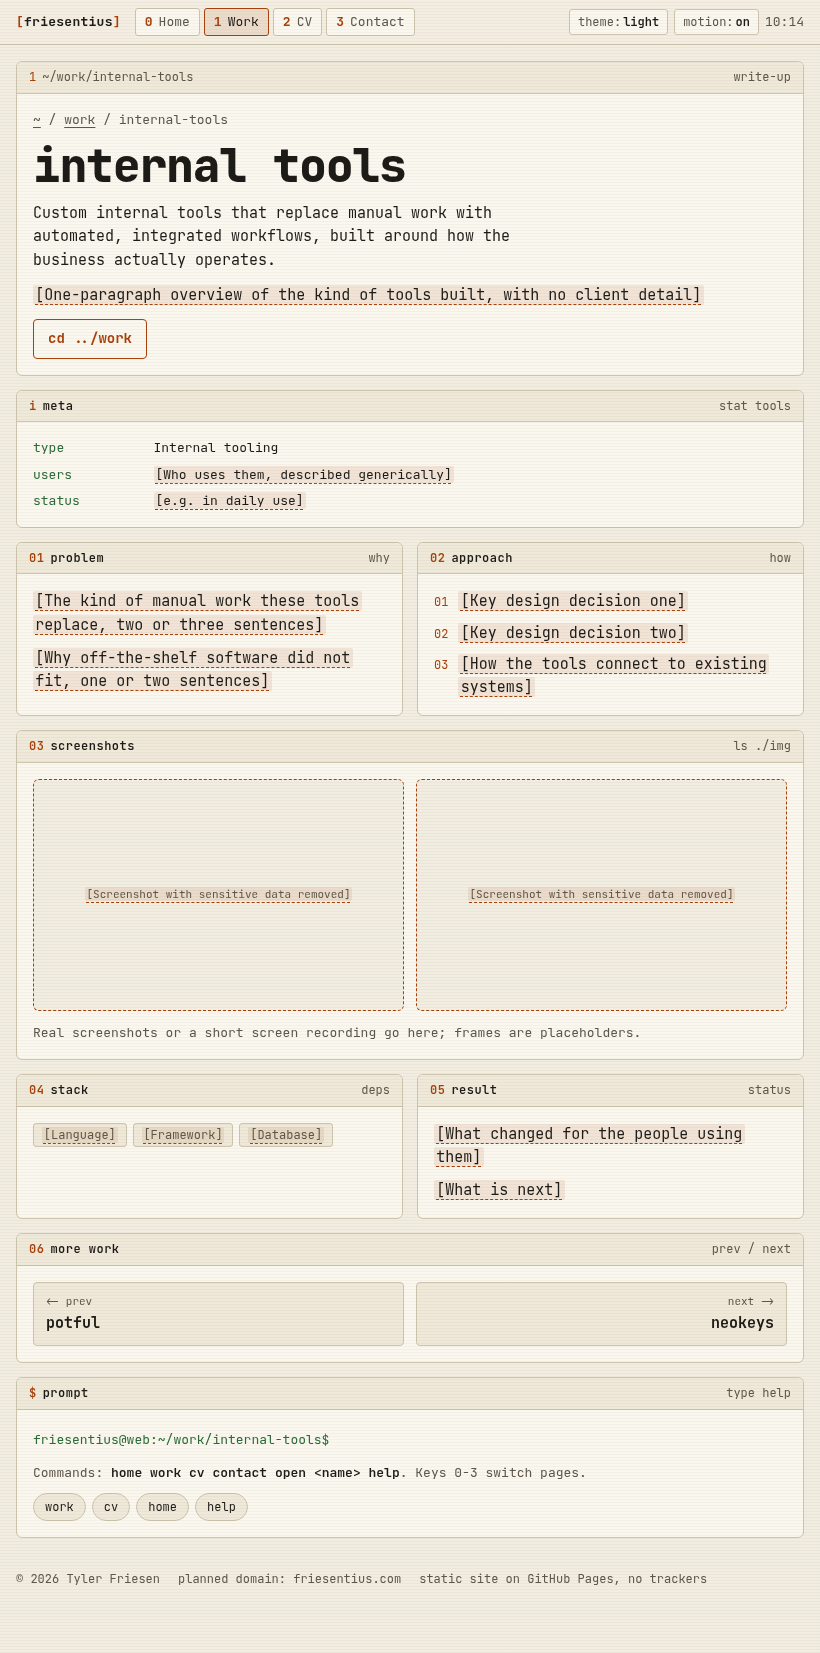 [friesentius] 0 Home 1 Work 2 CV 3 Contact theme:light motion:on 10:14
1 ~/work/internal-tools write-up
~ / work / internal-tools
internal tools
Custom internal tools that replace manual work with
automated, integrated workflows, built around how the
business actually operates.
[One-paragraph overview of the kind of tools built, with no client detail]
cd ../work
i meta stat tools
type Internal tooling
users [Who uses them, described generically]
status [e.g. in daily use]
01 problem why
[The kind of manual work these tools
replace, two or three sentences]
[Why off-the-shelf software did not
fit, one or two sentences]
02 approach how
01 [Key design decision one]
02 [Key design decision two]
03 [How the tools connect to existing
systems]
03 screenshots ls ./img
[Screenshot with sensitive data removed] [Screenshot with sensitive data removed]
Real screenshots or a short screen recording go here; frames are placeholders.
04 stack deps
[Language] [Framework] [Database]
05 result status
[What changed for the people using
them]
[What is next]
06 more work prev / next
← prev
potful
next →
neokeys
$ prompt type help
friesentius@web:~/work/internal-tools$
Commands: home work cv contact open <name> help. Keys 0-3 switch pages.
work cv home help
© 2026 Tyler Friesen planned domain: friesentius.com static site on GitHub Pages, no trackers